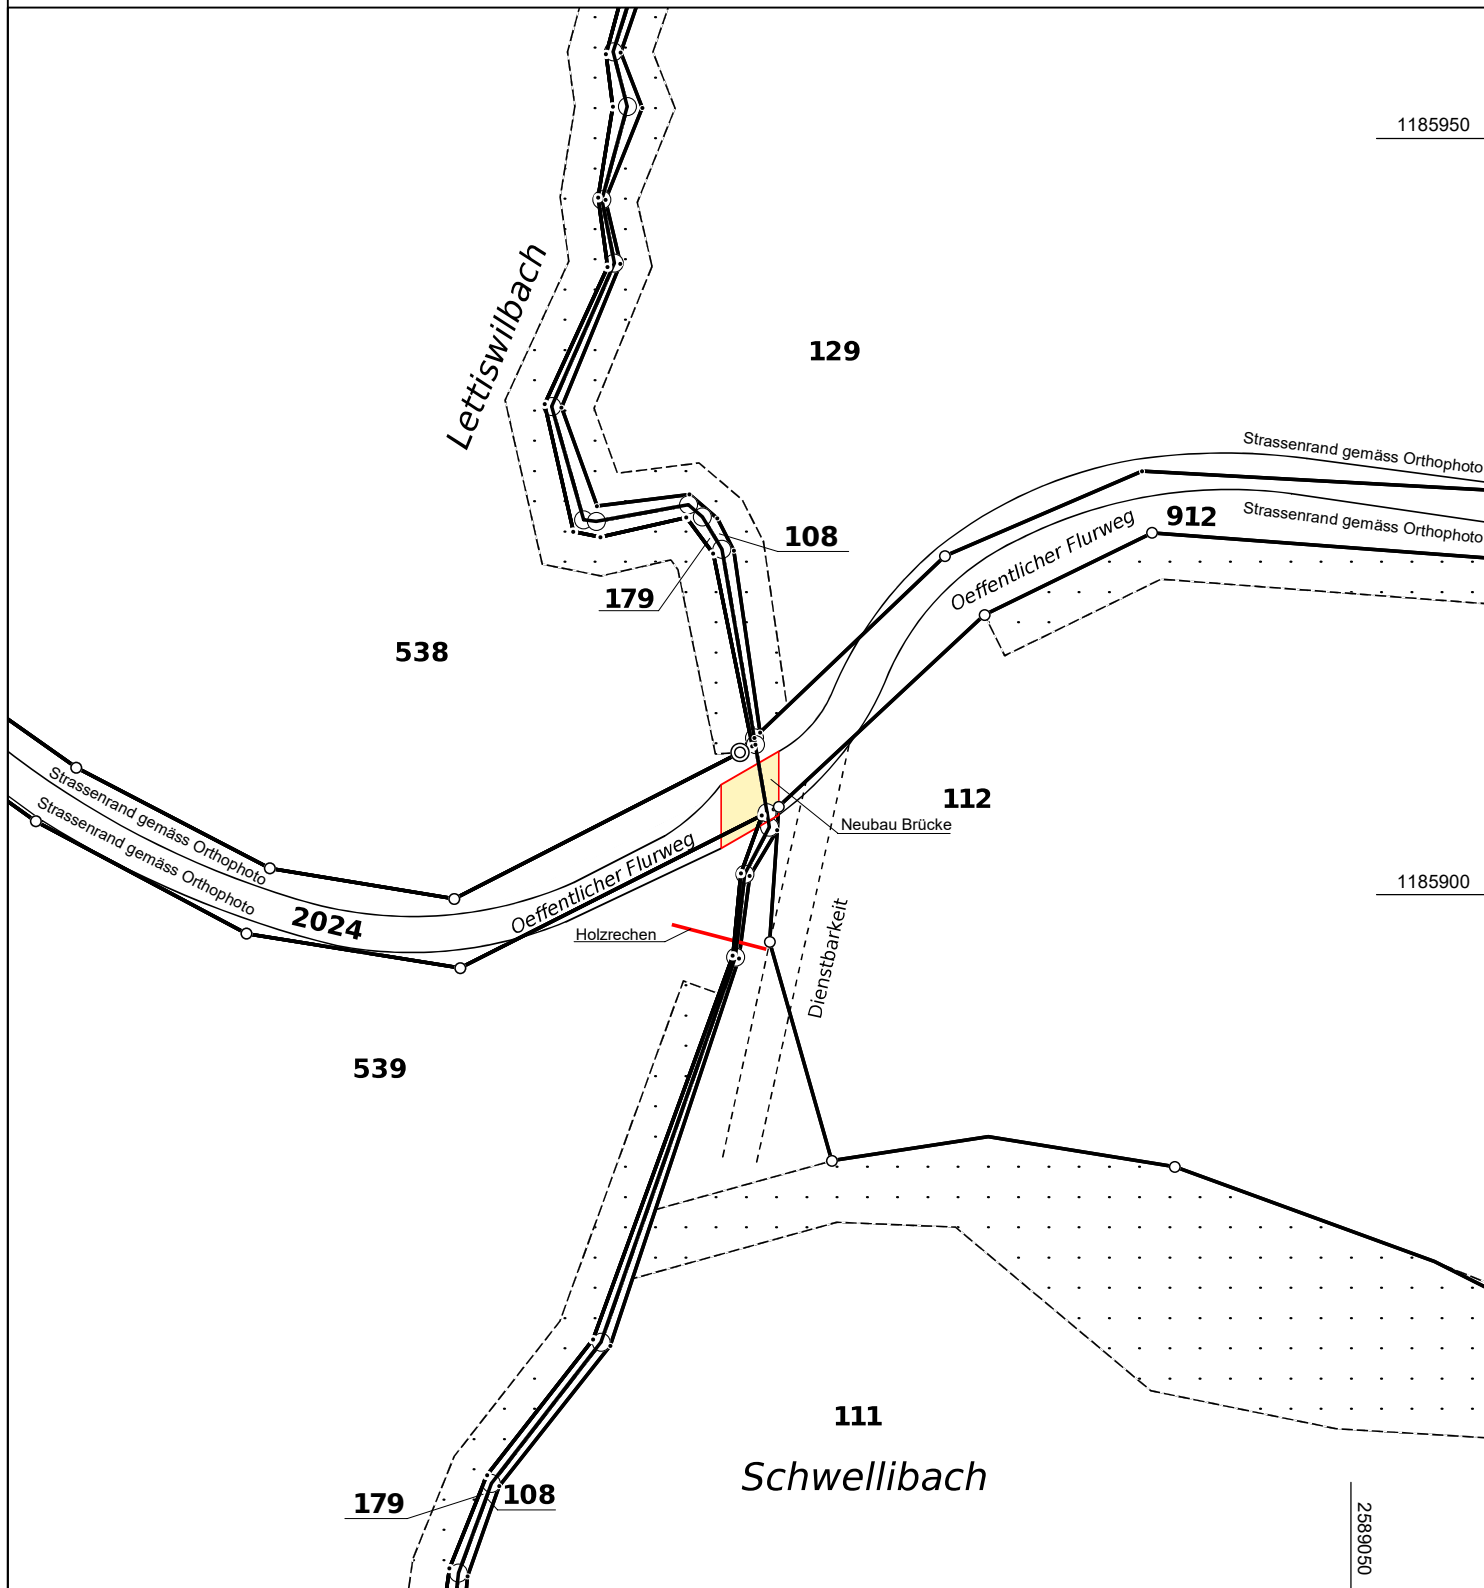 1185950
Lettiswilbach
129
Strassenrand gemäss Orthophoto
912
Strassenrand gemäss Orthophoto
Oeffentlicher Flurweg
108
179
538
Strassenrand gemäss Orthophoto
Strassenrand gemäss Orthophoto
112
Neubau Brücke
Oeffentlicher Flurweg
1185900
2024
Holzrechen
Dienstbarkeit
539
111
Schwellibach
179
108
2589050